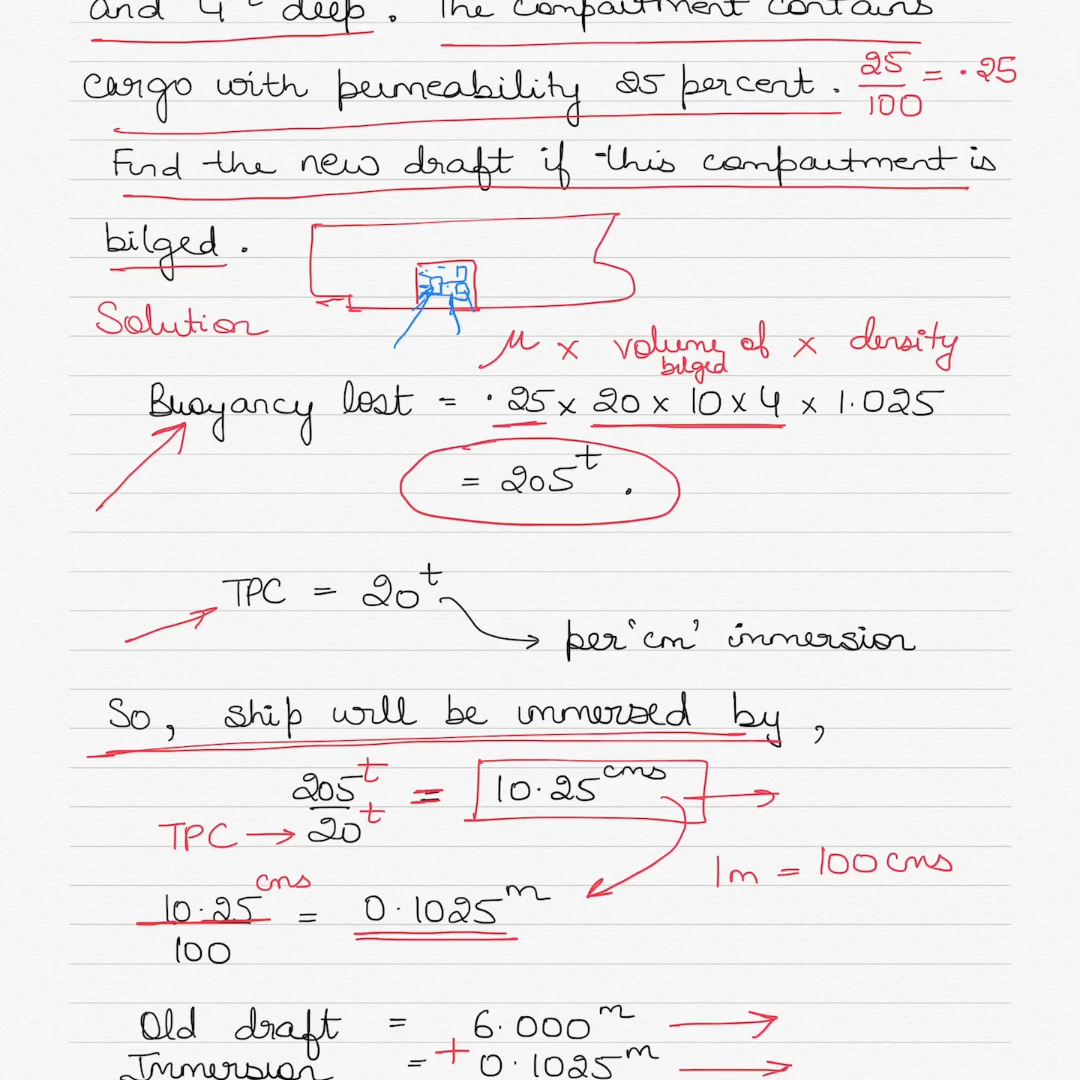 and 4ᵐ deep. The compartment contains
cargo with permeability 25 percent. 25/100 = .25
Find the new draft if this compartment is
bilged.
Solution
μ x volume of bilged x density
Buoyancy lost = .25 x 20 x 10 x 4 x 1.025
= 205ᵗ.
TPC = 20ᵗ
per 'cm' immersion
So, ship will be immersed by,
205ᵗ/20ᵗ = 10.25ᶜᵐˢ
TPC →
1m = 100 cms
10.25ᶜᵐˢ/100 = 0.1025ᵐ
Old draft = 6.000ᵐ
Immersion = + 0.1025ᵐ